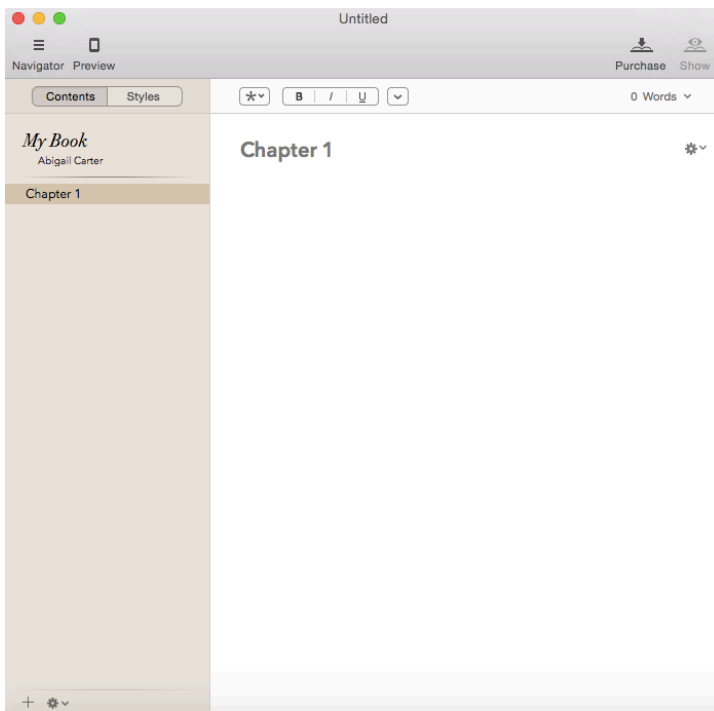 Untitled
Navigator Preview Purchase Show
Contents Styles B I U 0 Words
My Book
Abigail Carter
Chapter 1
Chapter 1